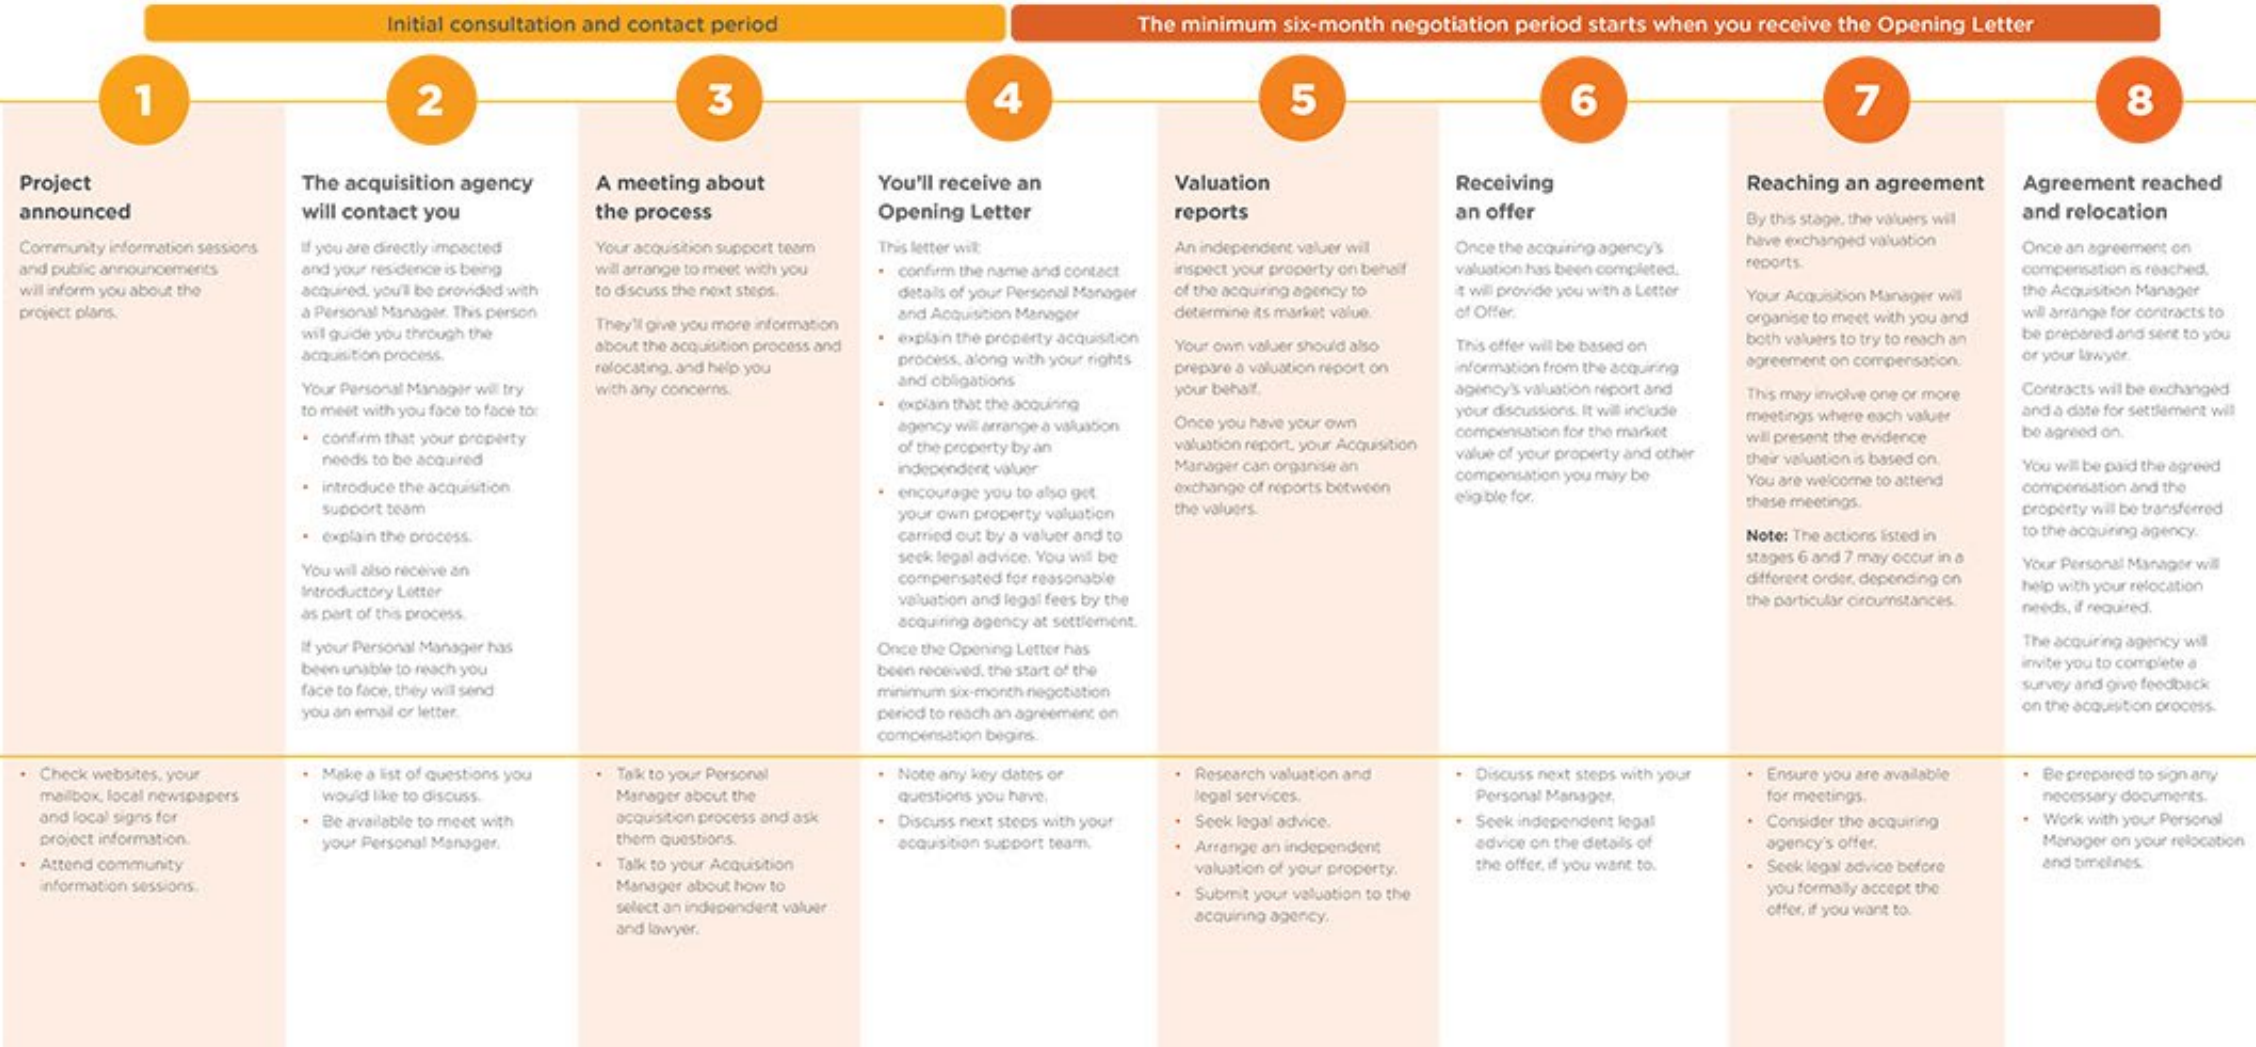 Initial consultation and contact period
The minimum six-month negotiation period starts when you receive the Opening Letter
1
Project
announced
Community information sessions
and public announcements
will inform you about the
project plans.
• Check websites, your
mailbox, local newspapers
and local signs for
project information.
• Attend community
information sessions.
2
The acquisition agency
will contact you
If you are directly impacted
and your residence is being
acquired, you'll be provided with
a Personal Manager. This person
will guide you through the
acquisition process.
Your Personal Manager will try
to meet with you face to face to:
• confirm that your property
needs to be acquired
• introduce the acquisition
support team
• explain the process.
You will also receive an
Introductory Letter
as part of this process.
If your Personal Manager has
been unable to reach you
face to face, they will send
you an email or letter.
• Make a list of questions you
would like to discuss.
• Be available to meet with
your Personal Manager.
3
A meeting about
the process
Your acquisition support team
will arrange to meet with you
to discuss the next steps.
They'll give you more information
about the acquisition process and
relocating, and help you
with any concerns.
• Talk to your Personal
Manager about the
acquisition process and ask
them questions.
• Talk to your Acquisition
Manager about how to
select an independent valuer
and lawyer.
4
You'll receive an
Opening Letter
This letter will:
• confirm the name and contact
details of your Personal Manager
and Acquisition Manager
• explain the property acquisition
process, along with your rights
and obligations
• explain that the acquiring
agency will arrange a valuation
of the property by an
independent valuer
• encourage you to also get
your own property valuation
carried out by a valuer and to
seek legal advice. You will be
compensated for reasonable
valuation and legal fees by the
acquiring agency at settlement.
Once the Opening Letter has
been received, the start of the
minimum six-month negotiation
period to reach an agreement on
compensation begins.
• Note any key dates or
questions you have.
• Discuss next steps with your
acquisition support team.
5
Valuation
reports
An independent valuer will
inspect your property on behalf
of the acquiring agency to
determine its market value.
Your own valuer should also
prepare a valuation report on
your behalf.
Once you have your own
valuation report, your Acquisition
Manager can organise an
exchange of reports between
the valuers.
• Research valuation and
legal services.
• Seek legal advice.
• Arrange an independent
valuation of your property.
• Submit your valuation to the
acquiring agency.
6
Receiving
an offer
Once the acquiring agency's
valuation has been completed,
it will provide you with a Letter
of Offer.
This offer will be based on
information from the acquiring
agency's valuation report and
your discussions. It will include
compensation for the market
value of your property and other
compensation you may be
eligible for.
• Discuss next steps with your
Personal Manager.
• Seek independent legal
advice on the details of
the offer, if you want to.
7
Reaching an agreement
By this stage, the valuers will
have exchanged valuation
reports.
Your Acquisition Manager will
organise to meet with you and
both valuers to try to reach an
agreement on compensation.
This may involve one or more
meetings where each valuer
will present the evidence
their valuation is based on.
You are welcome to attend
these meetings.
Note: The actions listed in
stages 6 and 7 may occur in a
different order, depending on
the particular circumstances.
• Ensure you are available
for meetings.
• Consider the acquiring
agency's offer.
• Seek legal advice before
you formally accept the
offer, if you want to.
8
Agreement reached
and relocation
Once an agreement on
compensation is reached,
the Acquisition Manager
will arrange for contracts to
be prepared and sent to you
or your lawyer.
Contracts will be exchanged
and a date for settlement will
be agreed on.
You will be paid the agreed
compensation and the
property will be transferred
to the acquiring agency.
Your Personal Manager will
help with your relocation
needs, if required.
The acquiring agency will
invite you to complete a
survey and give feedback
on the acquisition process.
• Be prepared to sign any
necessary documents.
• Work with your Personal
Manager on your relocation
and timelines.